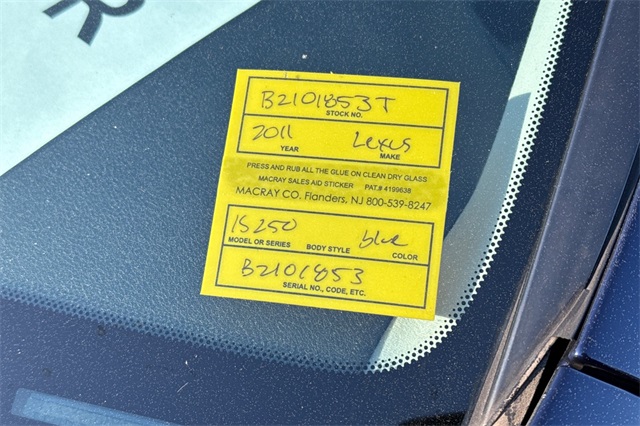 R
B2101853T
STOCK NO.
2011 Lexus
YEAR MAKE
PRESS AND RUB ALL THE GLUE ON CLEAN DRY GLASS
MACRAY SALES AID STICKER PAT.# 4199638
MACRAY CO. Flanders, NJ 800-539-8247
IS250 blue
MODEL OR SERIES BODY STYLE COLOR
B2101853
SERIAL NO., CODE, ETC.